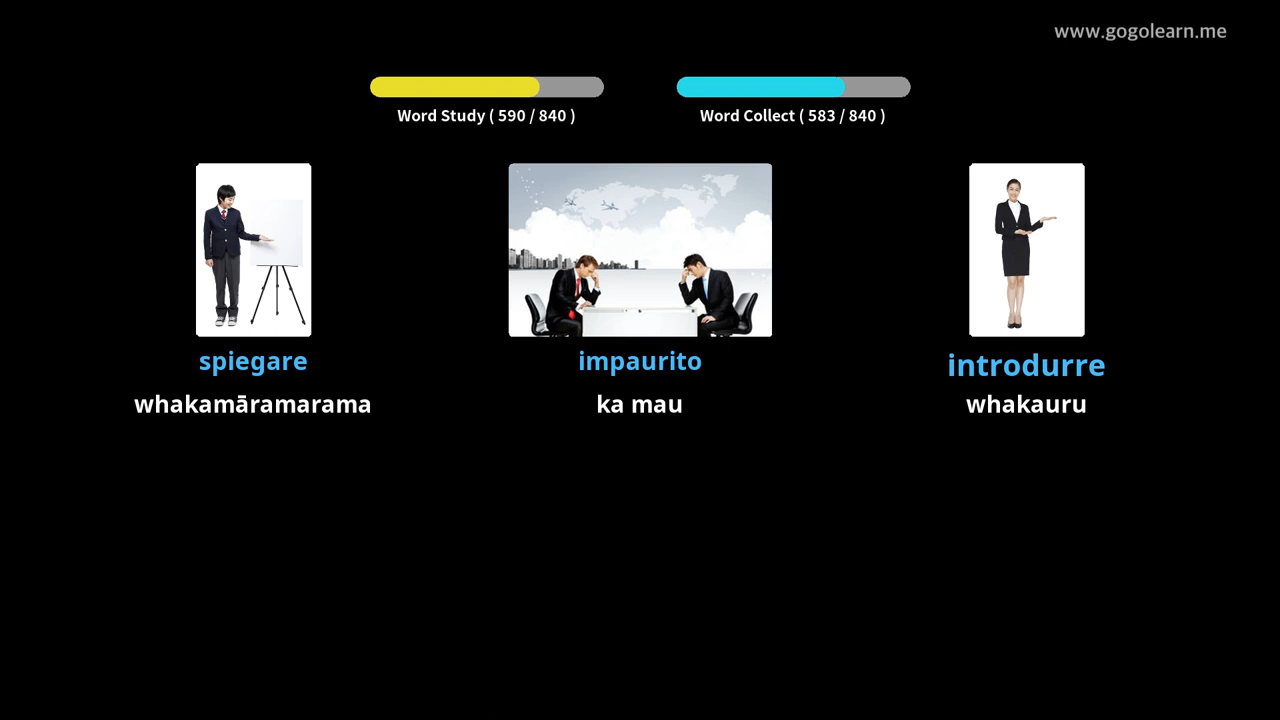 www.gogolearn.me
Word Study ( 590 / 840 )
Word Collect ( 583 / 840 )
spiegare
impaurito
introdurre
whakamāramarama
ka mau
whakauru